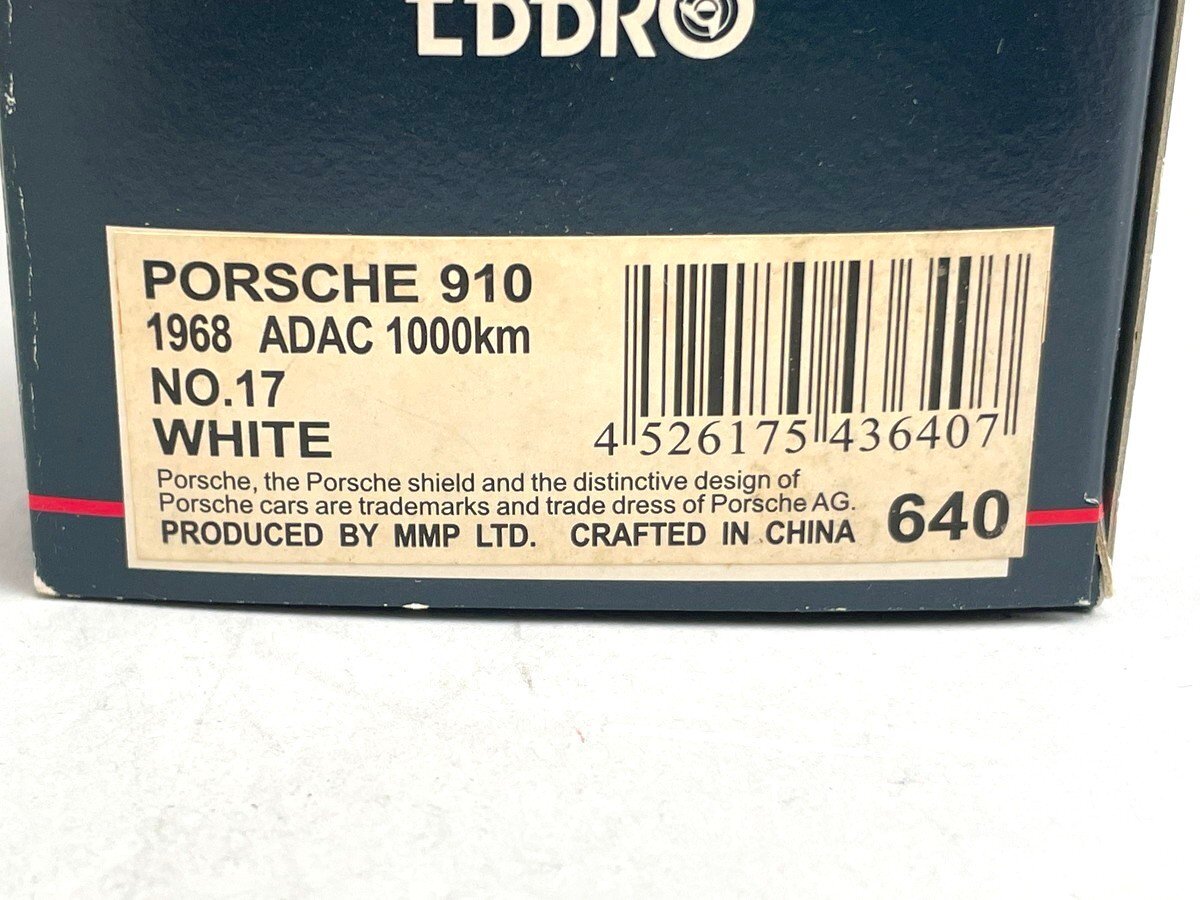 EBBRO
PORSCHE 910
1968 ADAC 1000km
NO.17
WHITE
4 526175 436407
Porsche, the Porsche shield and the distinctive design of
Porsche cars are trademarks and trade dress of Porsche AG.
PRODUCED BY MMP LTD. CRAFTED IN CHINA 640